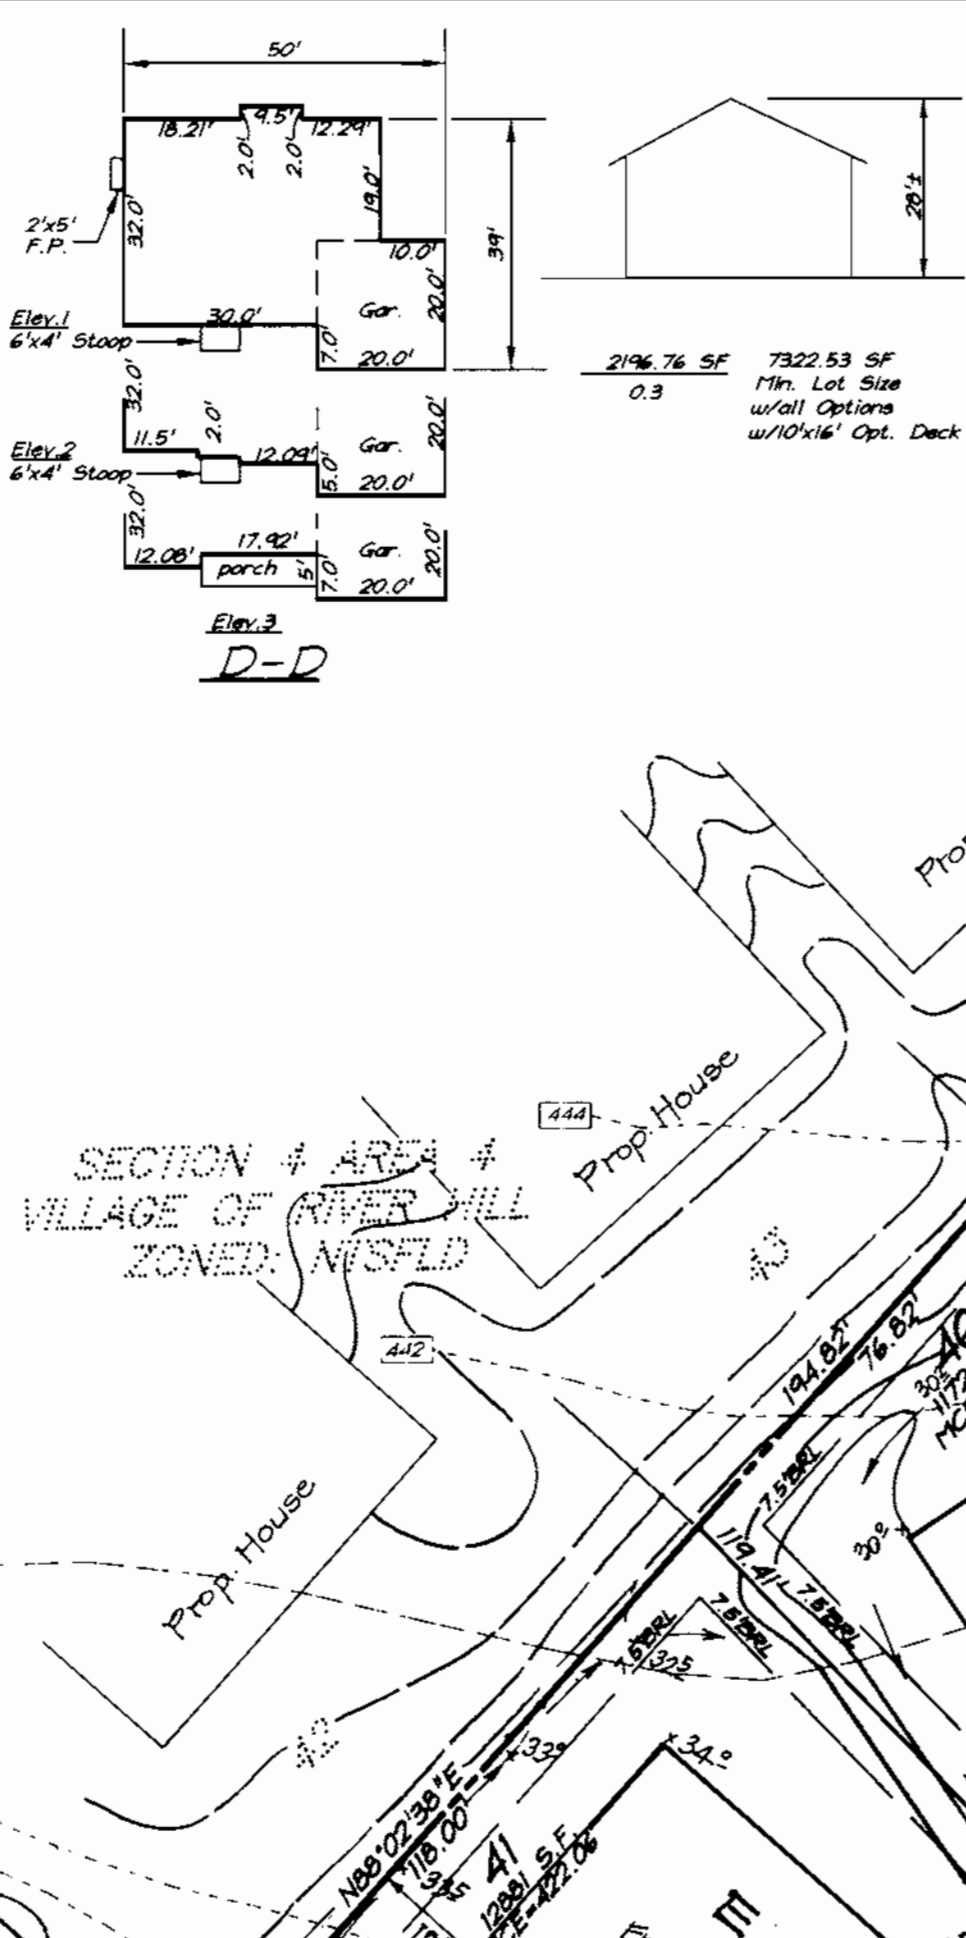 50'
18.21'
9.5'
12.29'
2.0'
2.0'
19.0'
32.0'
2'x5'
F.P.
10.0'
39'
28'±
Elev.1
6'x4' Stoop
30.0'
Gar.
20.0'
7.0'
20.0'
2196.76 SF
0.3
7322.53 SF
Min. Lot Size
w/all Options
w/10'x16' Opt. Deck
32.0'
11.5'
2.0'
Elev.2
6'x4' Stoop
12.09'
5.0'
Gar.
20.0'
20.0'
32.0'
12.08'
17.92'
porch
5'
7.0'
Gar.
20.0'
20.0'
Elev.3
D-D
Prop. House
444
SECTION 4 AREA 4
VILLAGE OF RIVER HILL
ZONED: NTSFLD
43
442
194.82'
76.82'
40
7.5'BRL
119.41'
7.5'BRL
7.5'BRL
Prop. House
42
N88°02'38"E
118.00'
41
12881 S.F.
E